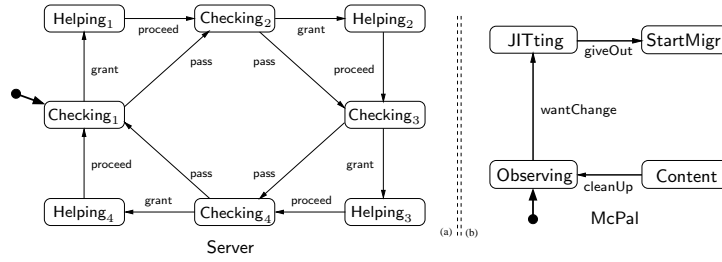 Helping1 proceed Checking2 grant Helping2
grant pass pass proceed
Checking1 Checking3
proceed pass pass grant
Helping4 grant Checking4 proceed Helping3
Server
(a) (b)
JITting giveOut StartMigr
wantChange
Observing cleanUp Content
McPal